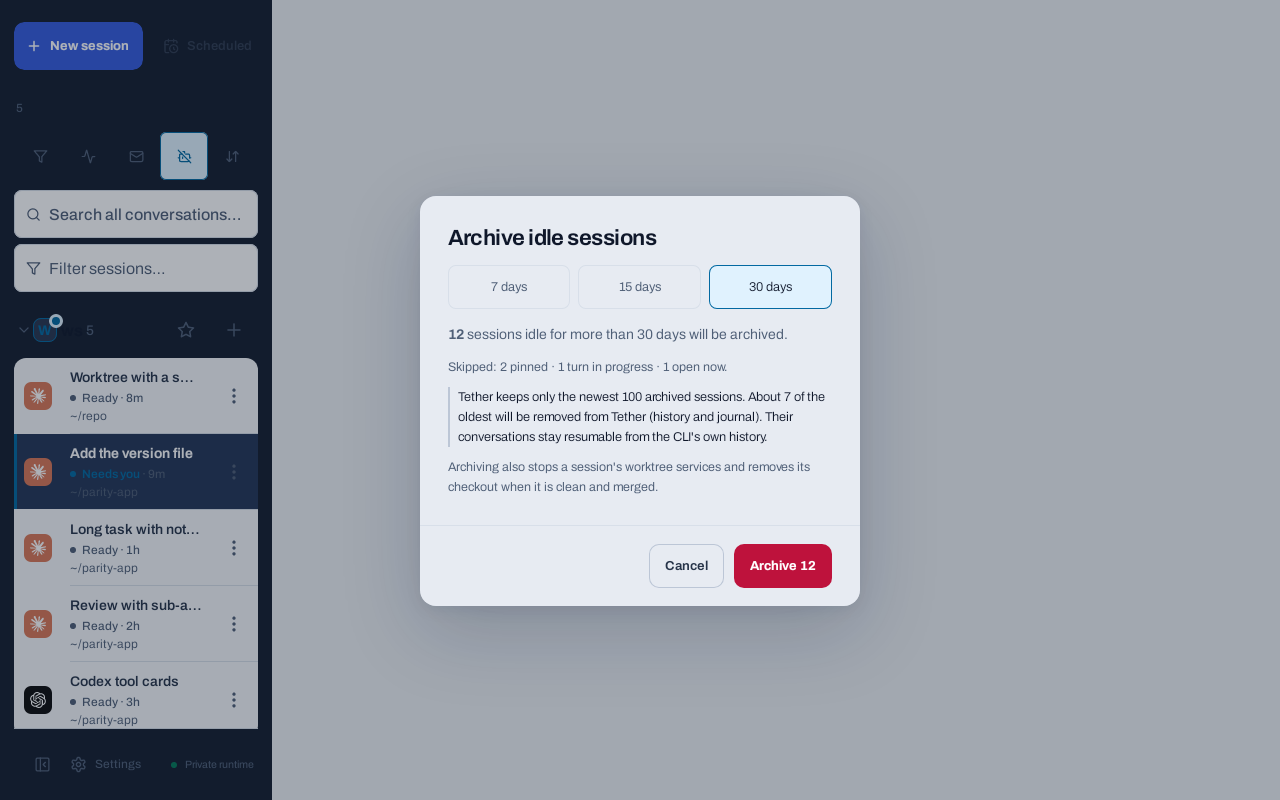 New session
Scheduled
5
Search all conversations...
Filter sessions...
W
5
Worktree with a s...
Ready · 8m
~/repo
Add the version file
Needs you · 9m
~/parity-app
Long task with not...
Ready · 1h
~/parity-app
Review with sub-a...
Ready · 2h
~/parity-app
Codex tool cards
Ready · 3h
~/parity-app
Settings
Private runtime
Archive idle sessions
7 days
15 days
30 days
12 sessions idle for more than 30 days will be archived.
Skipped: 2 pinned · 1 turn in progress · 1 open now.
Tether keeps only the newest 100 archived sessions. About 7 of the
oldest will be removed from Tether (history and journal). Their
conversations stay resumable from the CLI's own history.
Archiving also stops a session's worktree services and removes its
checkout when it is clean and merged.
Cancel
Archive 12